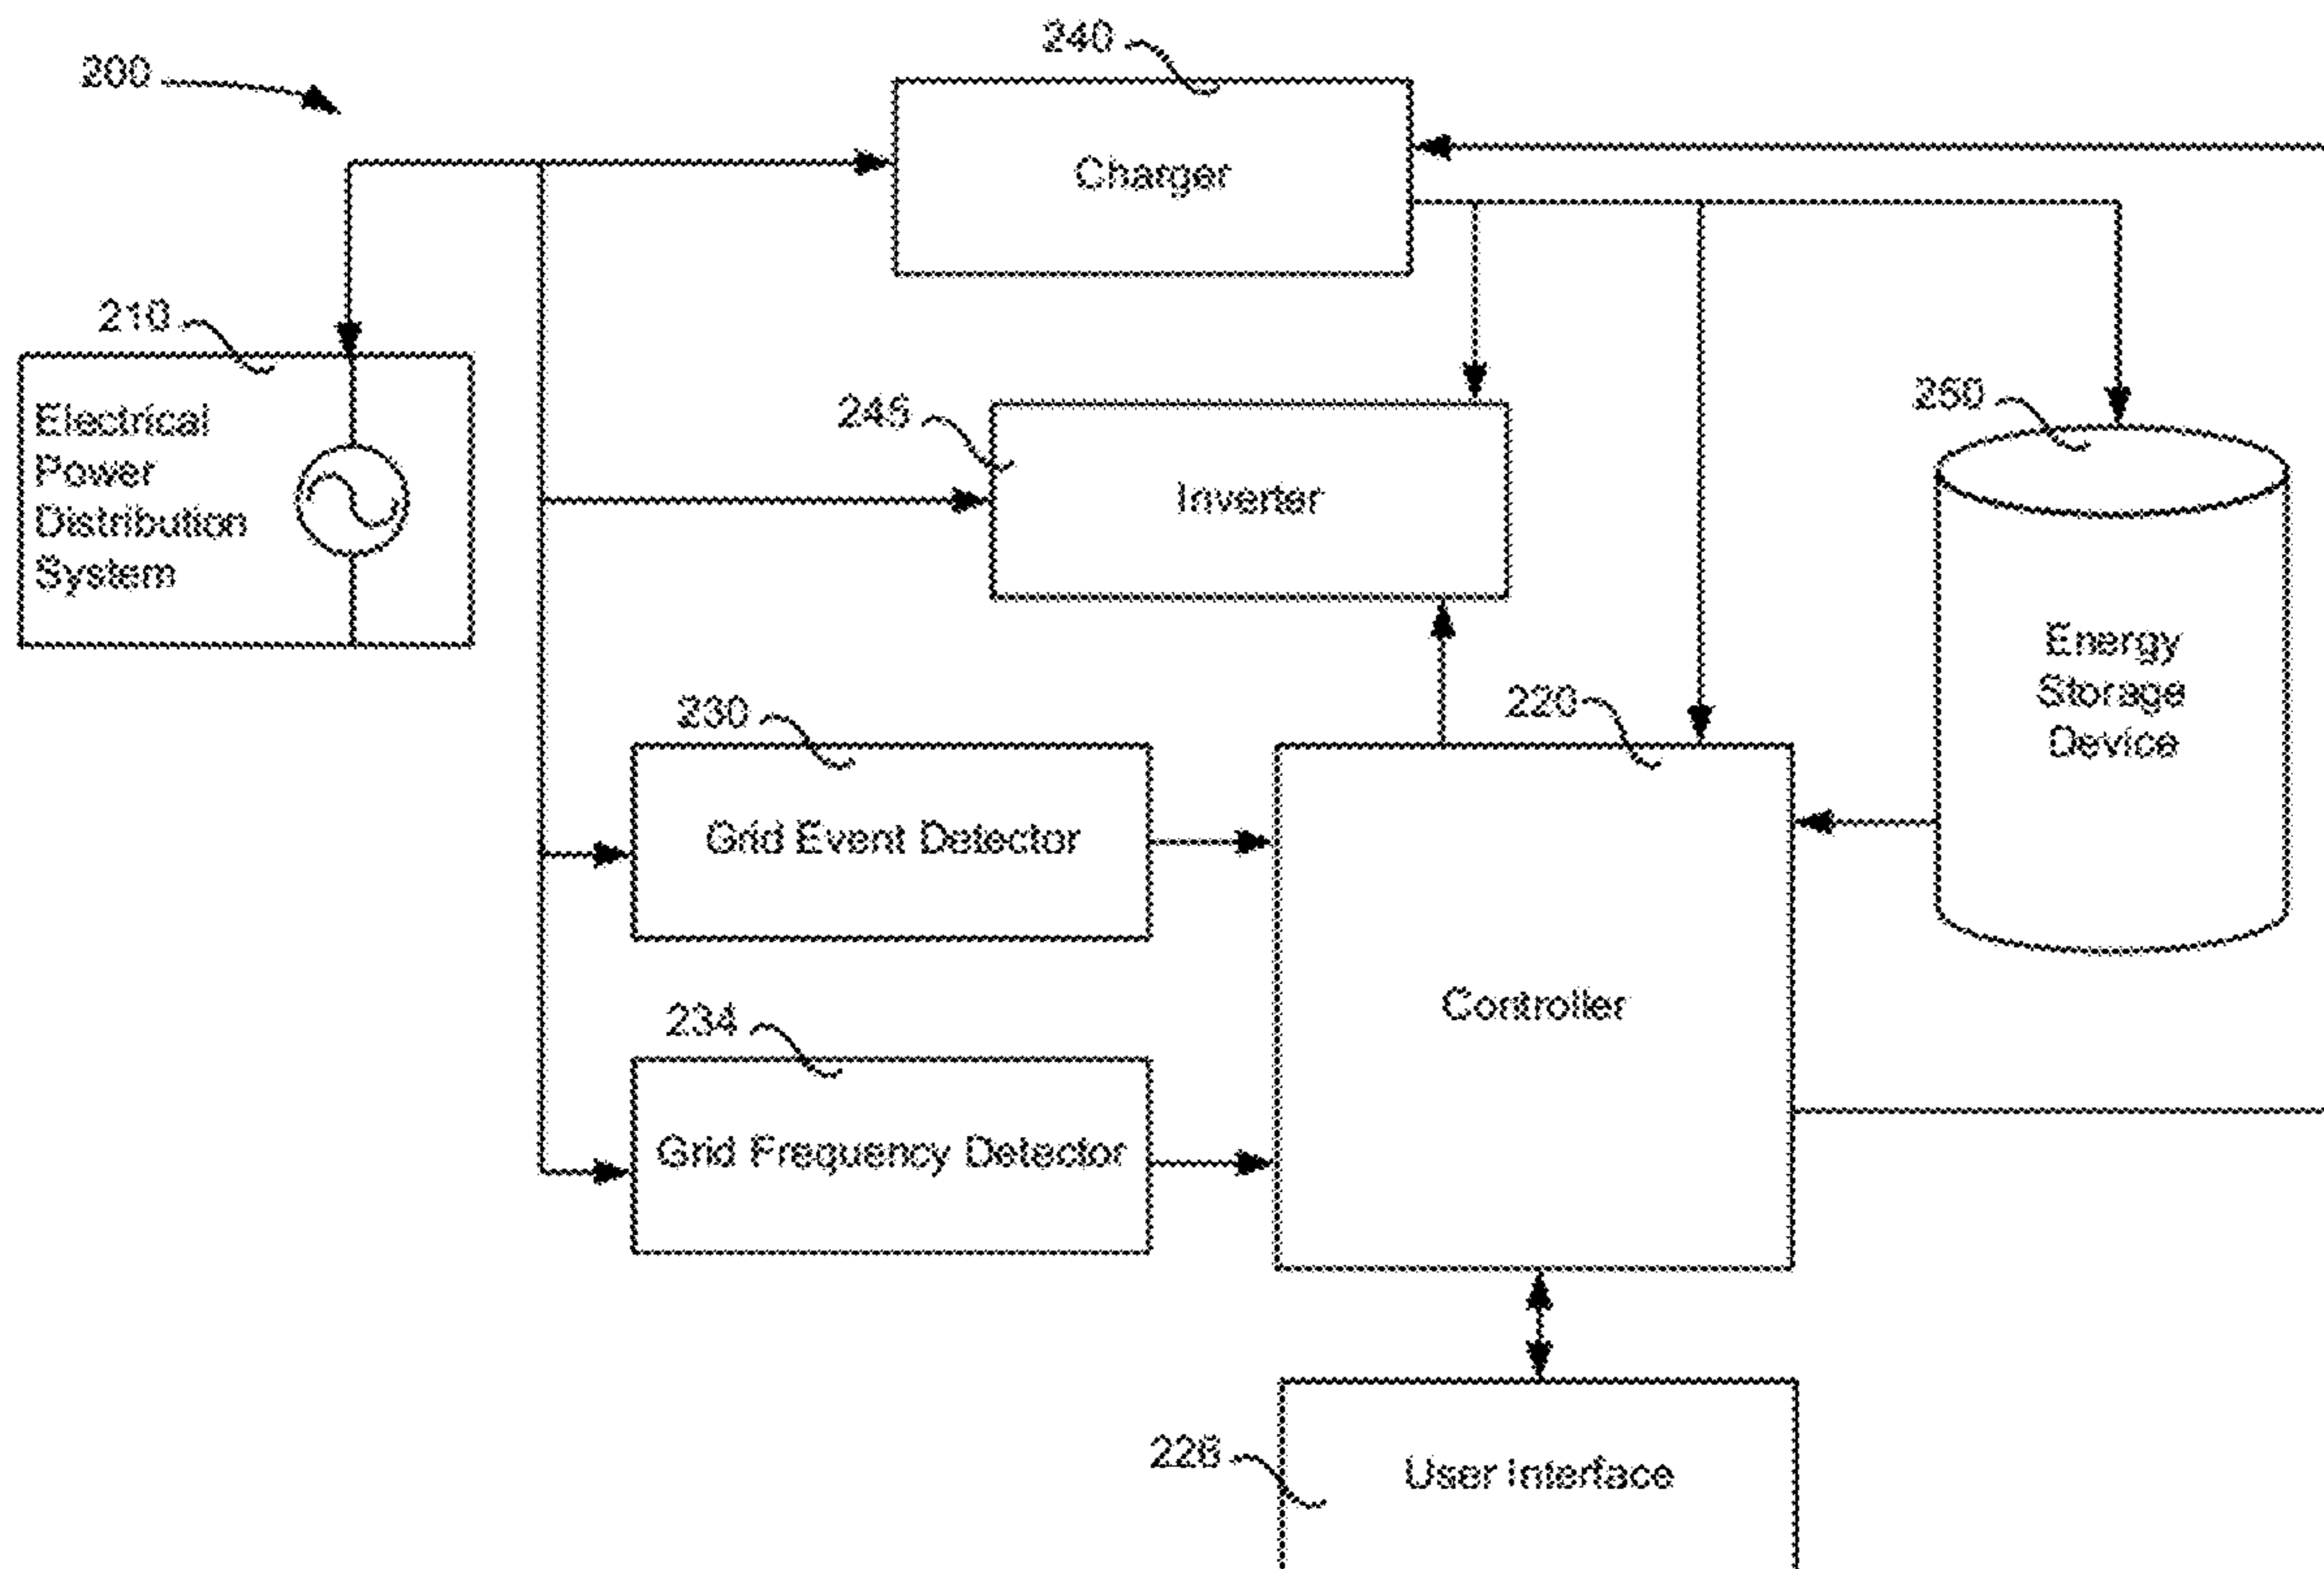 240
200
Charger
210
Electrical
Power
Distribution
System
245
Inverter
250
Energy
Storage
Device
230
Grid Event Detector
220
234
Grid Frequency Detector
Controller
228
User Interface